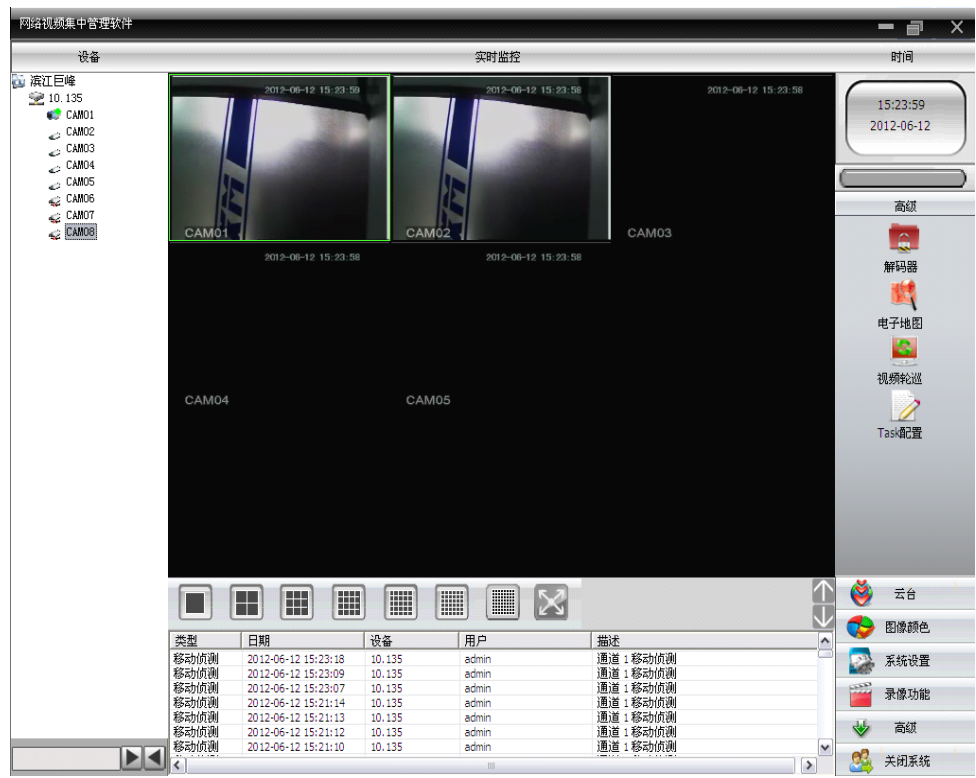 网络视频集中管理软件
设备
实时监控
时间
滨江巨峰
10.135
CAM01
CAM02
CAM03
CAM04
CAM05
CAM06
CAM07
CAM08
2012-06-12 15:23:59
CAM01
2012-06-12 15:23:58
CAM02
2012-06-12 15:23:58
CAM03
2012-06-12 15:23:58
CAM04
2012-06-12 15:23:58
CAM05
15:23:59
2012-06-12
高级
解码器
电子地图
视频轮巡
Task配置
云台
图像颜色
系统设置
录像功能
高级
关闭系统
类型 日期 设备 用户 描述
移动侦测 2012-06-12 15:23:18 10.135 admin 通道 1 移动侦测
移动侦测 2012-06-12 15:23:09 10.135 admin 通道 1 移动侦测
移动侦测 2012-06-12 15:23:07 10.135 admin 通道 1 移动侦测
移动侦测 2012-06-12 15:21:14 10.135 admin 通道 1 移动侦测
移动侦测 2012-06-12 15:21:13 10.135 admin 通道 1 移动侦测
移动侦测 2012-06-12 15:21:12 10.135 admin 通道 1 移动侦测
移动侦测 2012-06-12 15:21:10 10.135 admin 通道 1 移动侦测